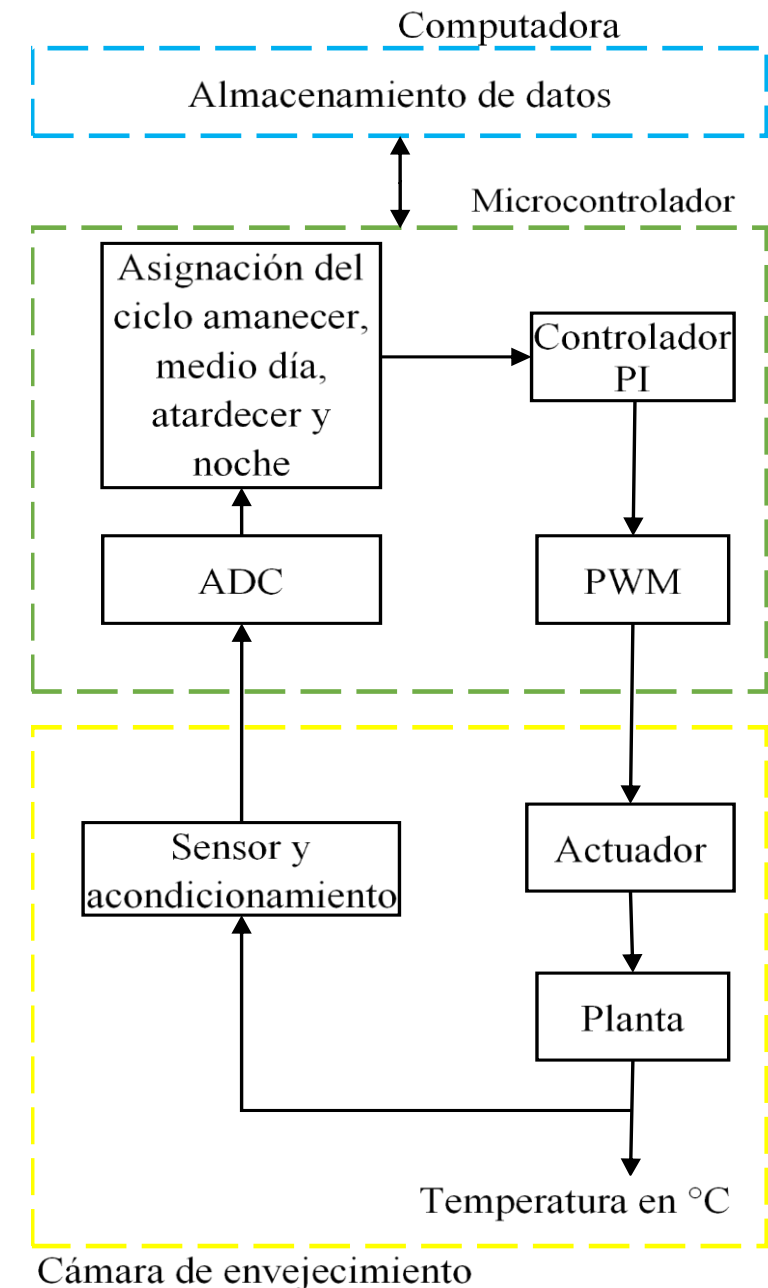 Computadora
Almacenamiento de datos
Microcontrolador
Asignación del
ciclo amanecer,
medio día,
atardecer y
noche
Controlador
PI
ADC
PWM
Sensor y
acondicionamiento
Actuador
Planta
Temperatura en °C
Cámara de envejecimiento